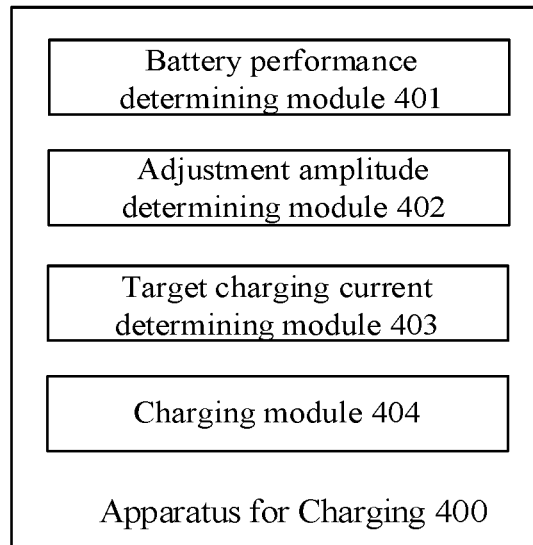 Battery performance
determining module 401
Adjustment amplitude
determining module 402
Target charging current
determining module 403
Charging module 404
Apparatus for Charging 400